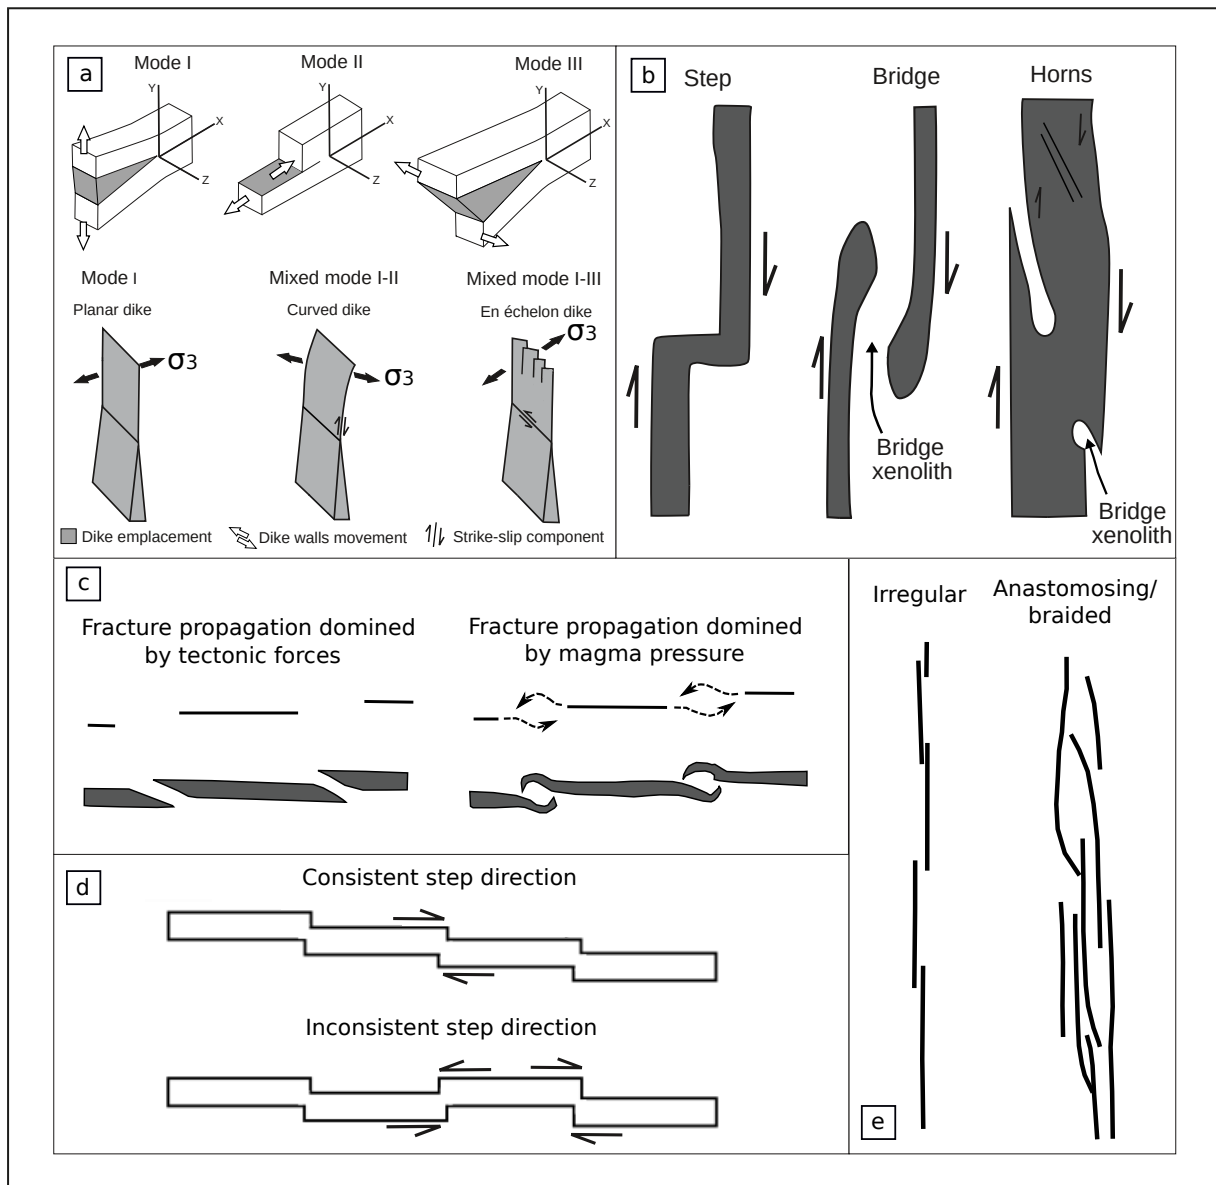 a
Mode I
Mode II
Mode III
Y
X
Z
Y
X
Z
Y
X
Z
Mode I
Mixed mode I-II
Mixed mode I-III
Planar dike
Curved dike
En échelon dike
σ3
σ3
σ3
Dike emplacement
Dike walls movement
Strike-slip component
b
Step
Bridge
Horns
Bridge
xenolith
Bridge
xenolith
c
Fracture propagation domined
by tectonic forces
Fracture propagation domined
by magma pressure
d
Consistent step direction
Inconsistent step direction
e
Irregular
Anastomosing/
braided